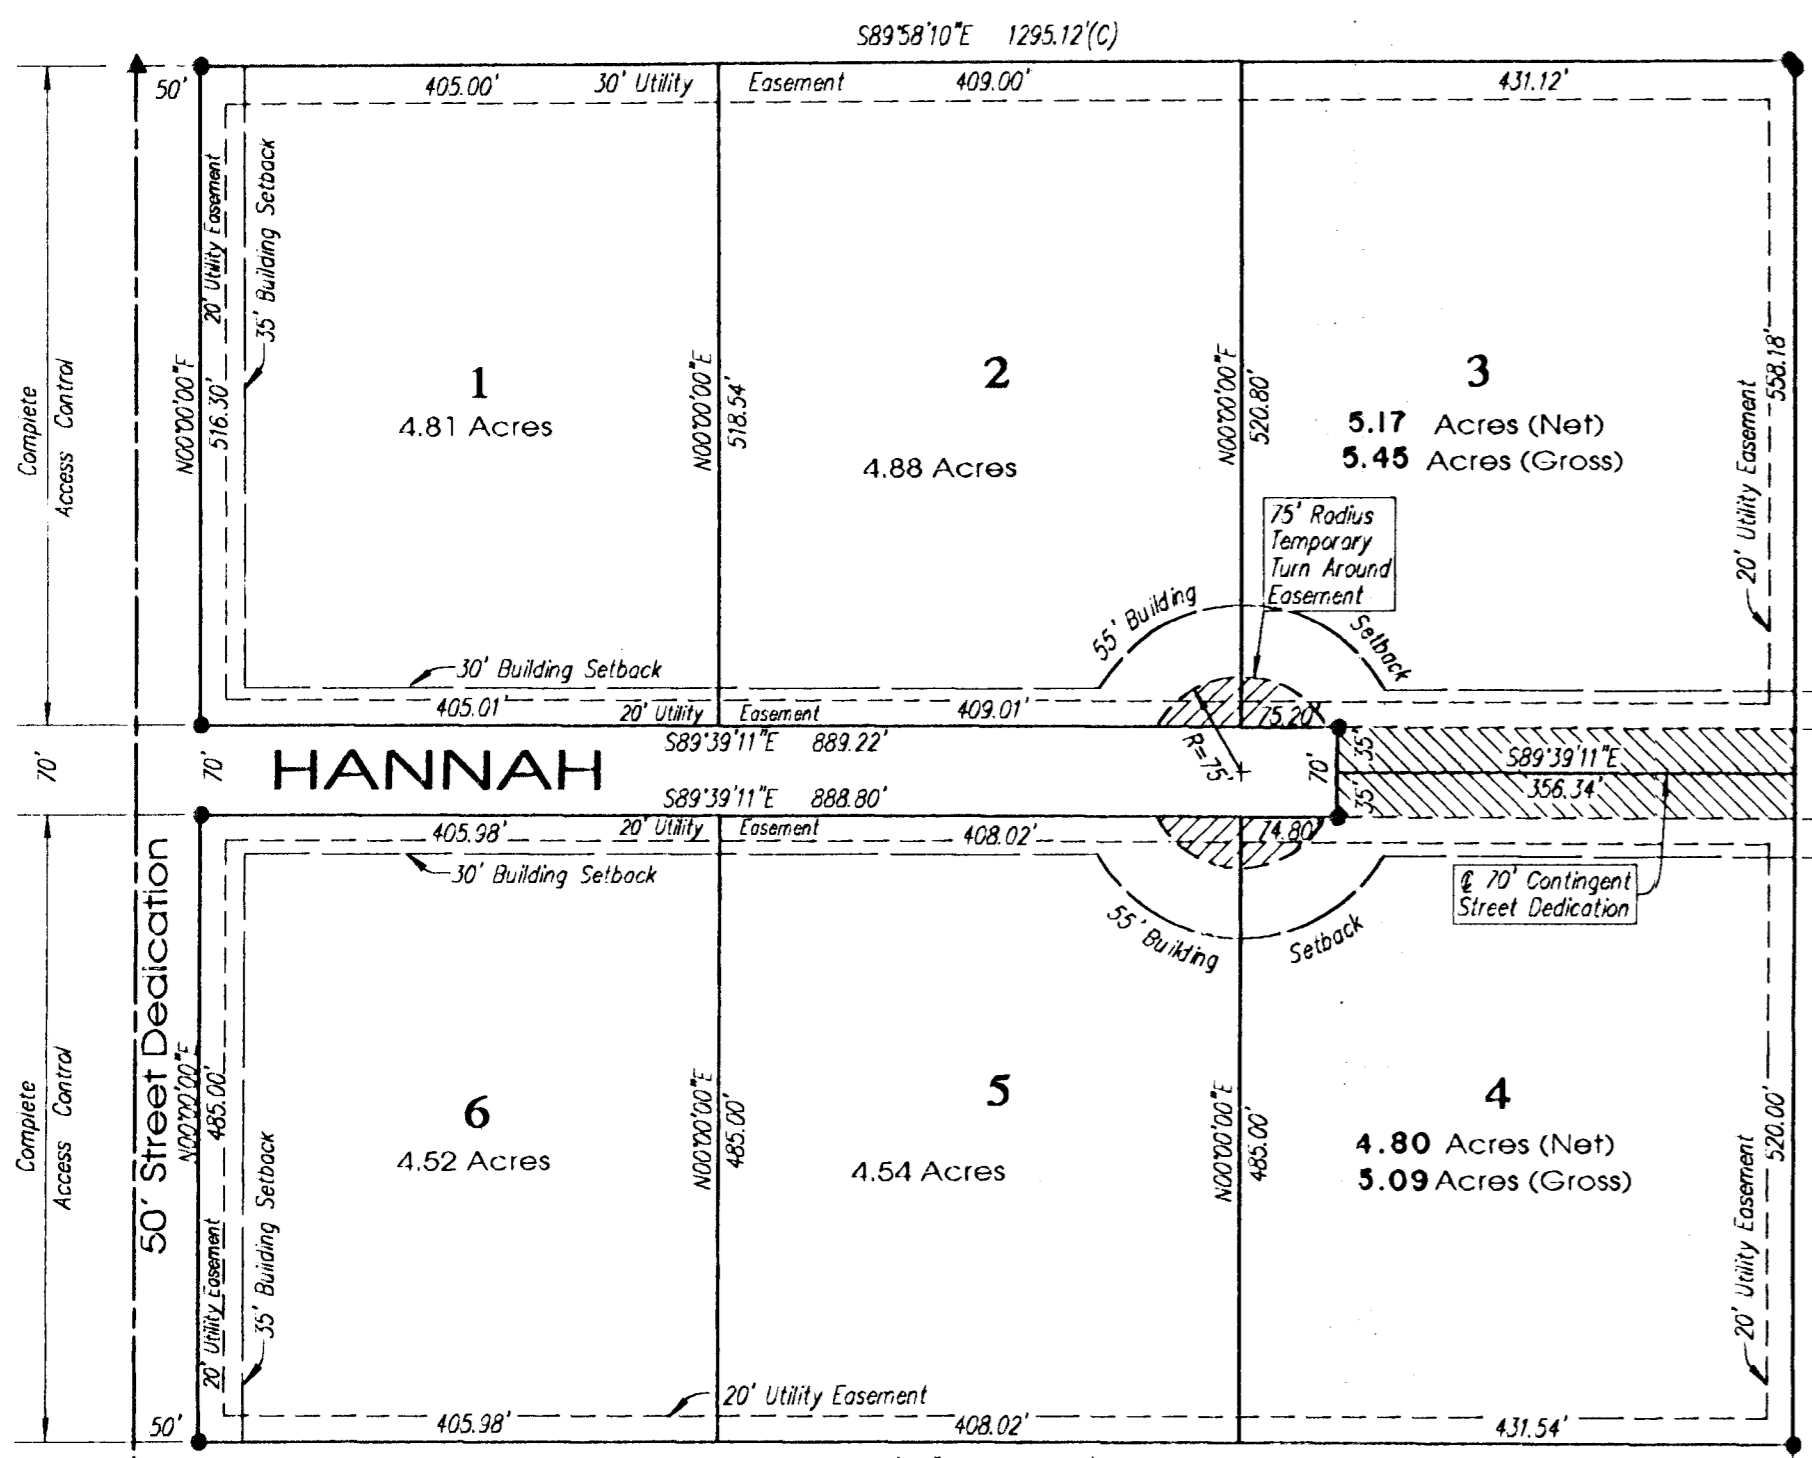 S89°58'10"E 1295.12'(C)
50'
405.00'
30' Utility Easement
409.00'
431.12'
Complete
Access Control
20' Utility Easement
35' Building Setback
N00°00'00"E
516.30'
1
4.81 Acres
N00°00'00"E
518.54'
2
4.88 Acres
N00°00'00"E
520.80'
3
5.17 Acres (Net)
5.45 Acres (Gross)
558.18'
20' Utility Easement
75' Radius
Temporary
Turn Around
Easement
55' Building Setback
30' Building Setback
405.01'
20' Utility Easement
409.01'
75.20'
S89°39'11"E 889.22'
70'
70'
HANNAH
R=75'
70'
35'
35'
S89°39'11"E
356.34'
S89°39'11"E 888.80'
405.98'
20' Utility Easement
408.02'
74.80'
30' Building Setback
℄ 70' Contingent
Street Dedication
55' Building Setback
50' Street Dedication
Complete
Access Control
N00°00'00"E
485.00'
6
4.52 Acres
N00°00'00"E
485.00'
5
4.54 Acres
N00°00'00"E
485.00'
4
4.80 Acres (Net)
5.09 Acres (Gross)
520.00'
20' Utility Easement
20' Utility Easement
35' Building Setback
20' Utility Easement
50'
405.98'
408.02'
431.54'